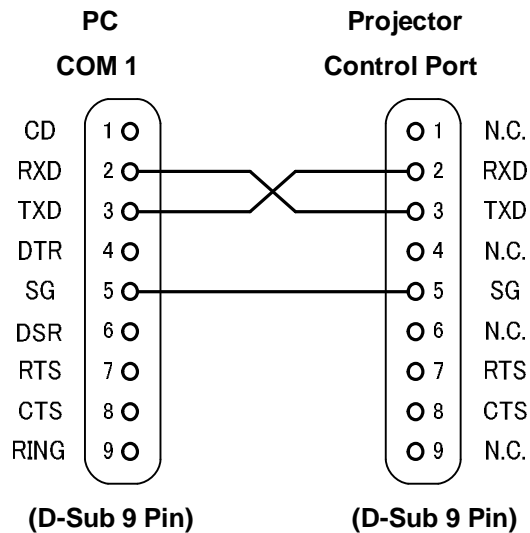 PC Projector
COM 1 Control Port
CD 1 1 N.C.
RXD 2 2 RXD
TXD 3 3 TXD
DTR 4 4 N.C.
SG 5 5 SG
DSR 6 6 N.C.
RTS 7 7 RTS
CTS 8 8 CTS
RING 9 9 N.C.
(D-Sub 9 Pin) (D-Sub 9 Pin)